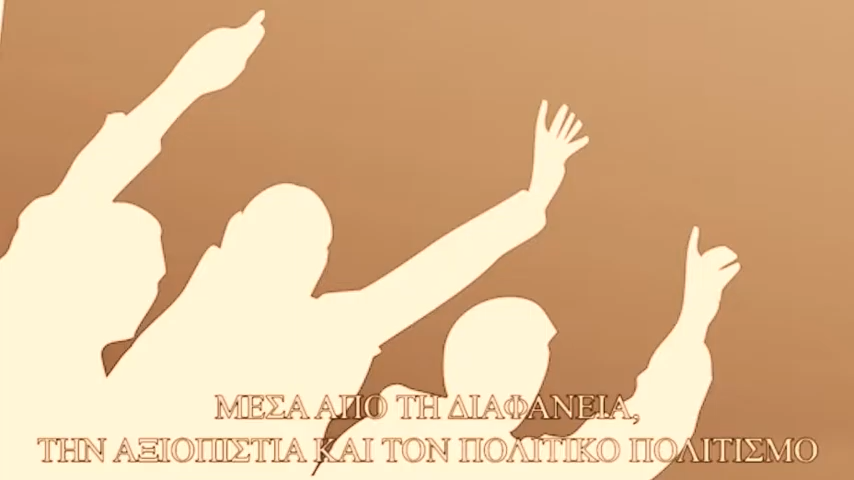 ΜΕΣΑ ΑΠΟ ΤΗ ΔΙΑΦΑΝΕΙΑ,
ΤΗΝ ΑΞΙΟΠΙΣΤΙΑ ΚΑΙ ΤΟΝ ΠΟΛΙΤΙΚΟ ΠΟΛΙΤΙΣΜΟ